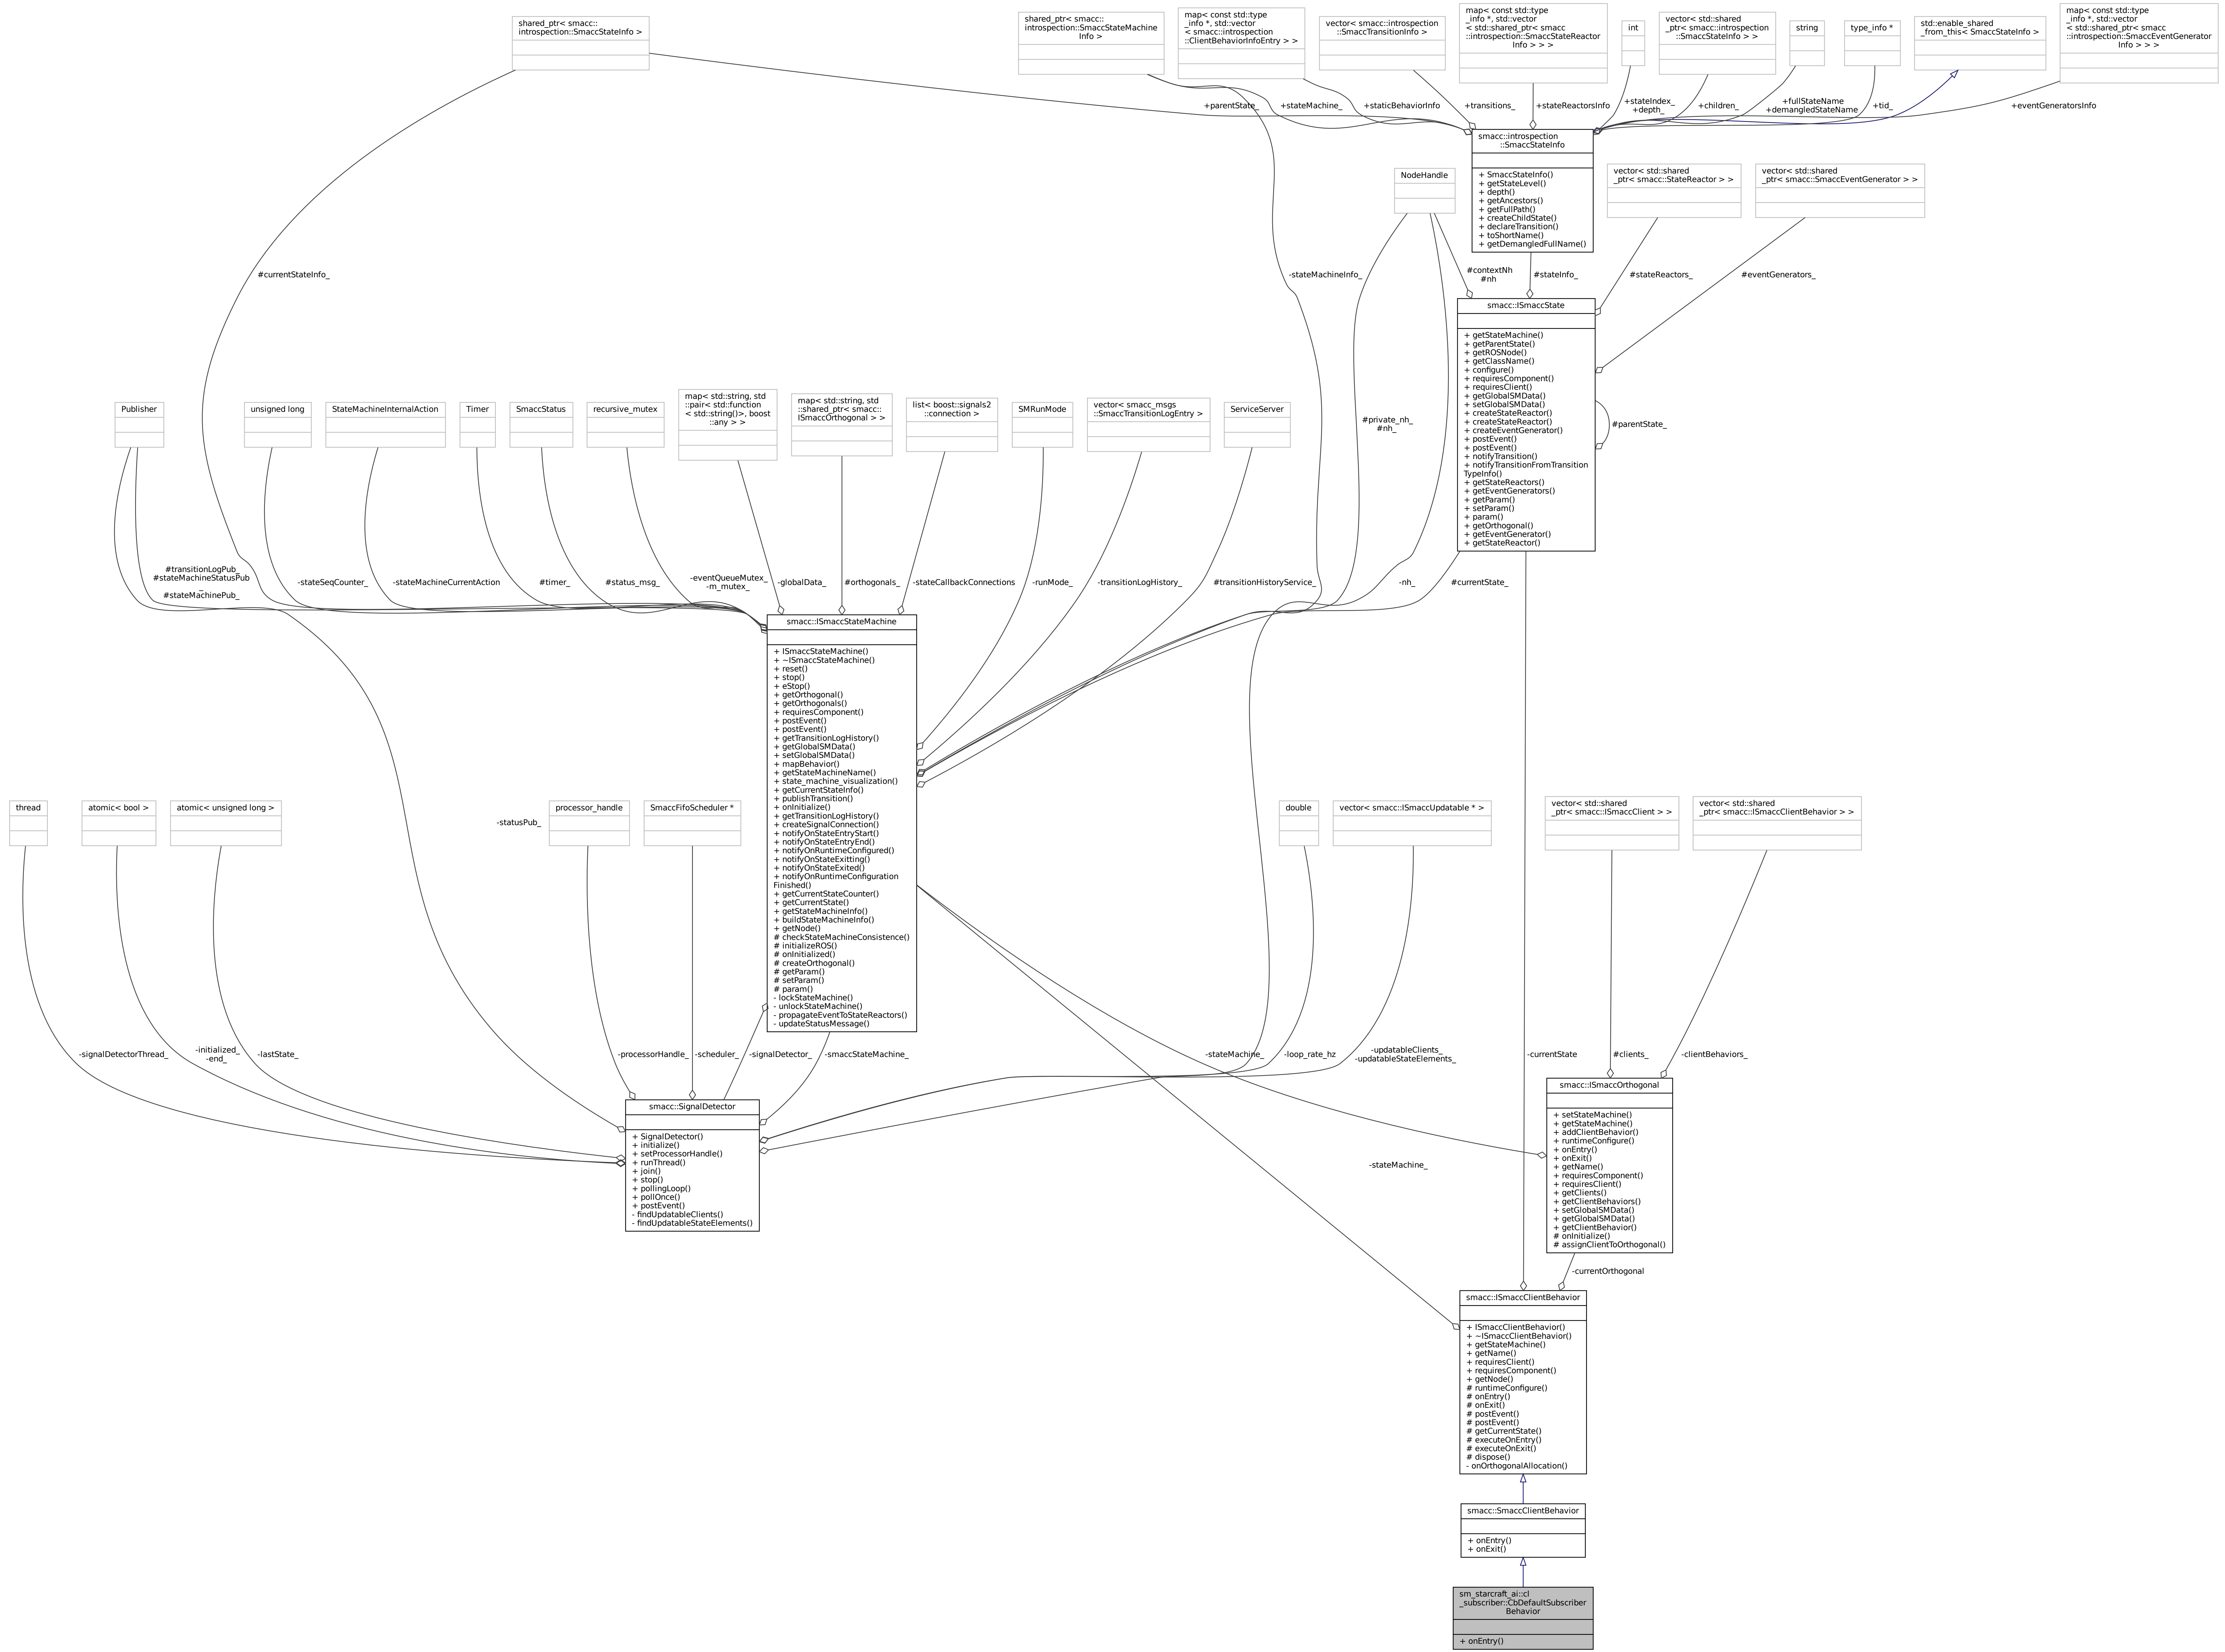 shared_ptr< smacc::
introspection::SmaccStateInfo >
shared_ptr< smacc::
introspection::SmaccStateMachine
Info >
map< const std::type
_info *, std::vector
< smacc::introspection
::ClientBehaviorInfoEntry > >
vector< smacc::introspection
::SmaccTransitionInfo >
map< const std::type
_info *, std::vector
< std::shared_ptr< smacc
::introspection::SmaccStateReactor
Info > > >
int
vector< std::shared
_ptr< smacc::introspection
::SmaccStateInfo > >
string
type_info *
std::enable_shared
_from_this< SmaccStateInfo >
map< const std::type
_info *, std::vector
< std::shared_ptr< smacc
::introspection::SmaccEventGenerator
Info > > >
+parentState_
+stateMachine_
+staticBehaviorInfo
+transitions_
+stateReactorsInfo
+stateIndex_
+depth_
+children_
+fullStateName
+demangledStateName
+tid_
+eventGeneratorsInfo
smacc::introspection
::SmaccStateInfo
+ SmaccStateInfo()
+ getStateLevel()
+ depth()
+ getAncestors()
+ getFullPath()
+ createChildState()
+ declareTransition()
+ toShortName()
+ getDemangledFullName()
NodeHandle
vector< std::shared
_ptr< smacc::StateReactor > >
vector< std::shared
_ptr< smacc::SmaccEventGenerator > >
#currentStateInfo_
-stateMachineInfo_
#contextNh
#nh
#stateInfo_
#stateReactors_
#eventGenerators_
smacc::ISmaccState
+ getStateMachine()
+ getParentState()
+ getROSNode()
+ getClassName()
+ configure()
+ requiresComponent()
+ requiresClient()
+ getGlobalSMData()
+ setGlobalSMData()
+ createStateReactor()
+ createStateReactor()
+ createEventGenerator()
+ postEvent()
+ postEvent()
+ notifyTransition()
+ notifyTransitionFromTransition
TypeInfo()
+ getStateReactors()
+ getEventGenerators()
+ getParam()
+ setParam()
+ param()
+ getOrthogonal()
+ getEventGenerator()
+ getStateReactor()
#parentState_
Publisher
unsigned long
StateMachineInternalAction
Timer
SmaccStatus
recursive_mutex
map< std::string, std
::pair< std::function
< std::string()>, boost
::any > >
map< std::string, std
::shared_ptr< smacc::
ISmaccOrthogonal > >
list< boost::signals2
::connection >
SMRunMode
vector< smacc_msgs
::SmaccTransitionLogEntry >
ServiceServer
#private_nh_
#nh_
#transitionLogPub_
#stateMachineStatusPub
_
#stateMachinePub_
-stateSeqCounter_
-stateMachineCurrentAction
#timer_
#status_msg_
-eventQueueMutex_
-m_mutex_
-globalData_
#orthogonals_
-stateCallbackConnections
-runMode_
-transitionLogHistory_
#transitionHistoryService_
-nh_
#currentState_
smacc::ISmaccStateMachine
+ ISmaccStateMachine()
+ ~ISmaccStateMachine()
+ reset()
+ stop()
+ eStop()
+ getOrthogonal()
+ getOrthogonals()
+ requiresComponent()
+ postEvent()
+ postEvent()
+ getTransitionLogHistory()
+ getGlobalSMData()
+ setGlobalSMData()
+ mapBehavior()
+ getStateMachineName()
+ state_machine_visualization()
+ getCurrentStateInfo()
+ publishTransition()
+ onInitialize()
+ getTransitionLogHistory()
+ createSignalConnection()
+ notifyOnStateEntryStart()
+ notifyOnStateEntryEnd()
+ notifyOnRuntimeConfigured()
+ notifyOnStateExitting()
+ notifyOnStateExited()
+ notifyOnRuntimeConfiguration
Finished()
+ getCurrentStateCounter()
+ getCurrentState()
+ getStateMachineInfo()
+ buildStateMachineInfo()
+ getNode()
# checkStateMachineConsistence()
# initializeROS()
# onInitialized()
# createOrthogonal()
# getParam()
# setParam()
# param()
- lockStateMachine()
- unlockStateMachine()
- propagateEventToStateReactors()
- updateStatusMessage()
thread
atomic< bool >
atomic< unsigned long >
-statusPub_
processor_handle
SmaccFifoScheduler *
double
vector< smacc::ISmaccUpdatable * >
vector< std::shared
_ptr< smacc::ISmaccClient > >
vector< std::shared
_ptr< smacc::ISmaccClientBehavior > >
-signalDetectorThread_
-initialized_
-end_
-lastState_
-processorHandle_
-scheduler_
-signalDetector_
-smaccStateMachine_
-stateMachine_
-loop_rate_hz
-updatableClients_
-updatableStateElements_
-currentState
#clients_
-clientBehaviors_
smacc::SignalDetector
+ SignalDetector()
+ initialize()
+ setProcessorHandle()
+ runThread()
+ join()
+ stop()
+ pollingLoop()
+ pollOnce()
+ postEvent()
- findUpdatableClients()
- findUpdatableStateElements()
smacc::ISmaccOrthogonal
+ setStateMachine()
+ getStateMachine()
+ addClientBehavior()
+ runtimeConfigure()
+ onEntry()
+ onExit()
+ getName()
+ requiresComponent()
+ requiresClient()
+ getClients()
+ getClientBehaviors()
+ setGlobalSMData()
+ getGlobalSMData()
+ getClientBehavior()
# onInitialize()
# assignClientToOrthogonal()
-stateMachine_
-currentOrthogonal
smacc::ISmaccClientBehavior
+ ISmaccClientBehavior()
+ ~ISmaccClientBehavior()
+ getStateMachine()
+ getName()
+ requiresClient()
+ requiresComponent()
+ getNode()
# runtimeConfigure()
# onEntry()
# onExit()
# postEvent()
# postEvent()
# getCurrentState()
# executeOnEntry()
# executeOnExit()
# dispose()
- onOrthogonalAllocation()
smacc::SmaccClientBehavior
+ onEntry()
+ onExit()
sm_starcraft_ai::cl
_subscriber::CbDefaultSubscriber
Behavior
+ onEntry()